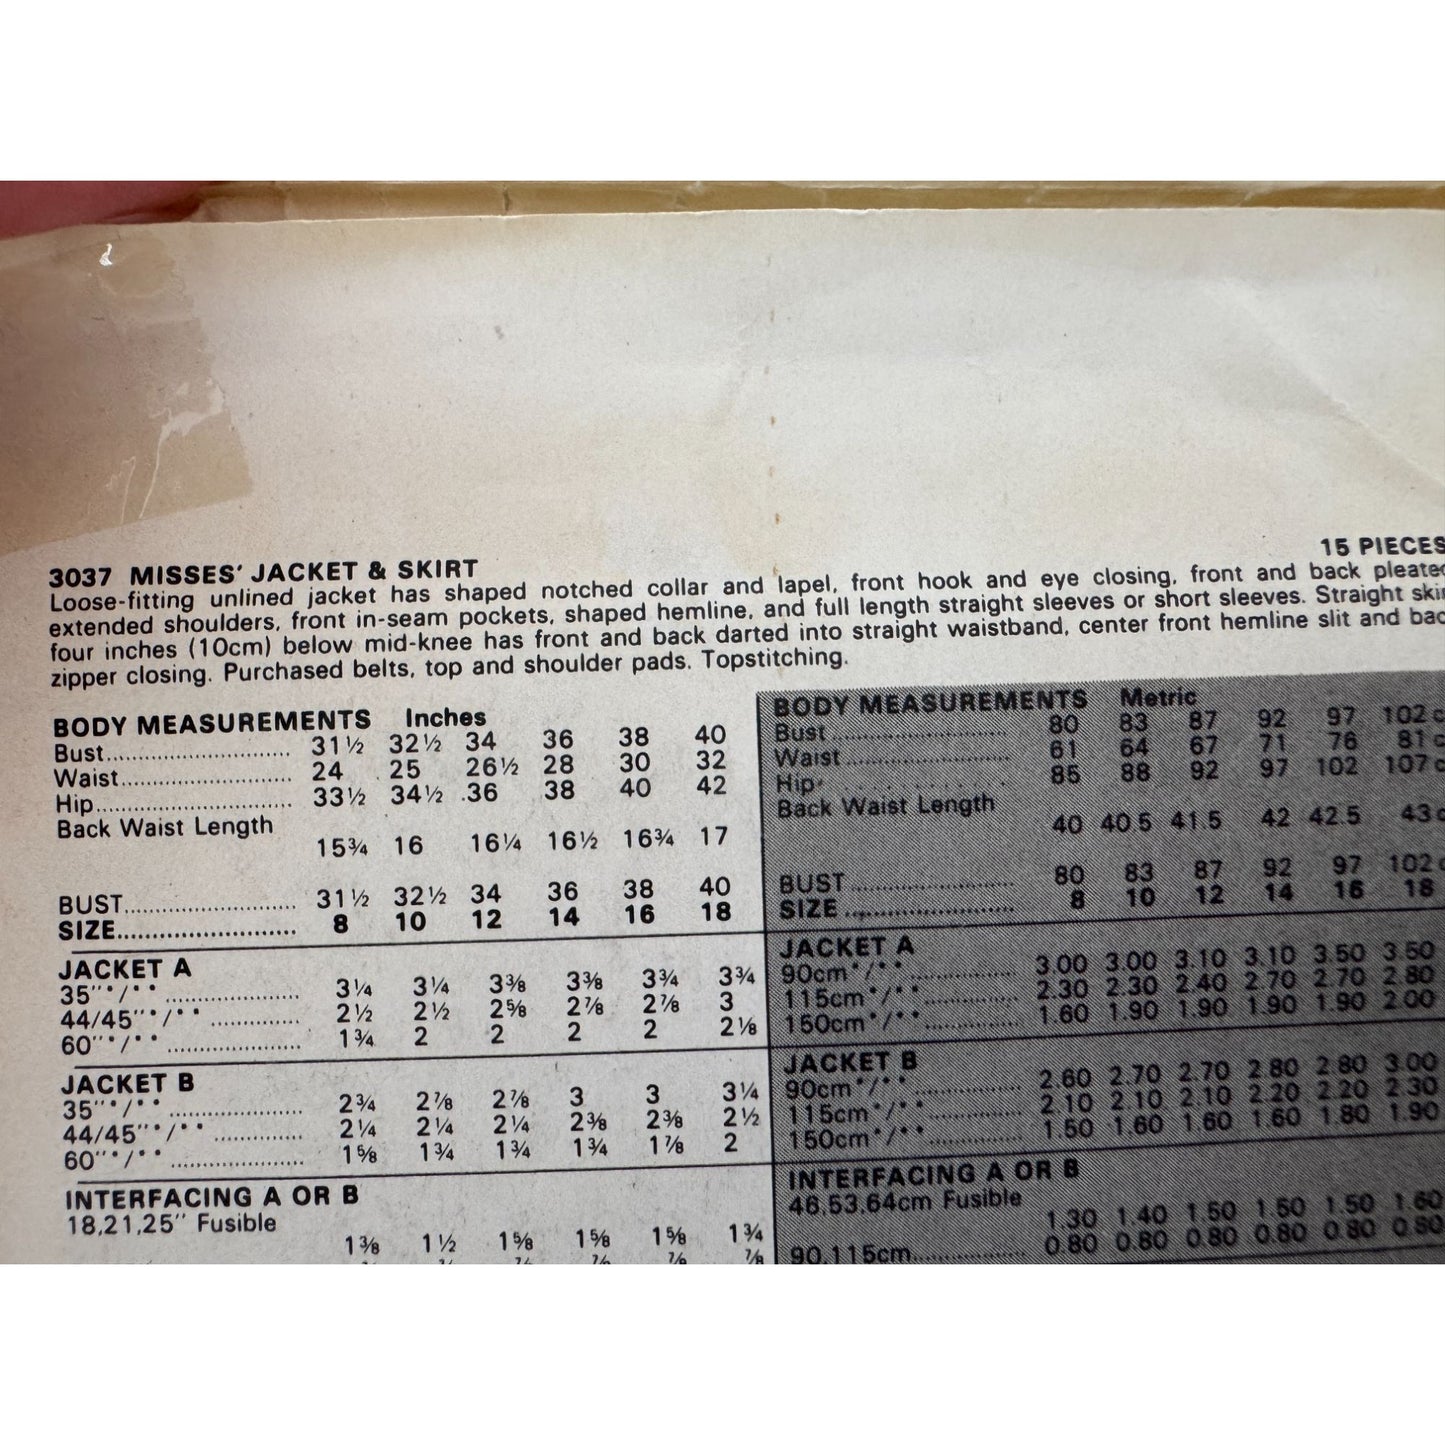 15 PIECES
3037 MISSES' JACKET & SKIRT
Loose-fitting unlined jacket has shaped notched collar and lapel, front hook and eye closing, front and back pleated
extended shoulders, front in-seam pockets, shaped hemline, and full length straight sleeves or short sleeves. Straight skir
four inches (10cm) below mid-knee has front and back darted into straight waistband, center front hemline slit and bac
zipper closing. Purchased belts, top and shoulder pads. Topstitching.
BODY MEASUREMENTS Inches
Bust.......... 31½ 32½ 34 36 38 40
Waist.......... 24 25 26½ 28 30 32
Hip.......... 33½ 34½ 36 38 40 42
Back Waist Length
15¾ 16 16¼ 16½ 16¾ 17
BUST.......... 31½ 32½ 34 36 38 40
SIZE.......... 8 10 12 14 16 18
JACKET A
35"*/** .......... 3¼ 3¼ 3⅜ 3⅜ 3¾ 3¾
44/45"*/** .......... 2½ 2½ 2⅝ 2⅞ 2⅞ 3
60"*/** .......... 1¾ 2 2 2 2 2⅛
JACKET B
35"*/** .......... 2¾ 2⅞ 2⅞ 3 3 3¼
44/45"*/** .......... 2¼ 2¼ 2¼ 2⅜ 2⅜ 2½
60"*/** .......... 1⅝ 1¾ 1¾ 1¾ 1⅞ 2
INTERFACING A OR B
18,21,25" Fusible
1⅜ 1½ 1⅝ 1⅝ 1⅝ 1¾
⅞ ⅞ ⅞
BODY MEASUREMENTS Metric
Bust.......... 80 83 87 92 97 102 c
Waist.......... 61 64 67 71 76 81 c
Hip.......... 85 88 92 97 102 107 c
Back Waist Length
40 40.5 41.5 42 42.5 43 c
BUST.......... 80 83 87 92 97 102 c
SIZE.......... 8 10 12 14 16 18
JACKET A
90cm*/** .......... 3.00 3.00 3.10 3.10 3.50 3.50
115cm*/** .......... 2.30 2.30 2.40 2.70 2.70 2.80
150cm*/** .......... 1.60 1.90 1.90 1.90 1.90 2.00
JACKET B
90cm*/** .......... 2.60 2.70 2.70 2.80 2.80 3.00
115cm*/** .......... 2.10 2.10 2.10 2.20 2.20 2.30
150cm*/** .......... 1.50 1.60 1.60 1.60 1.80 1.90
INTERFACING A OR B
46,53,64cm Fusible
1.30 1.40 1.50 1.50 1.50 1.60
90,115cm.......... 0.80 0.80 0.80 0.80 0.80 0.80